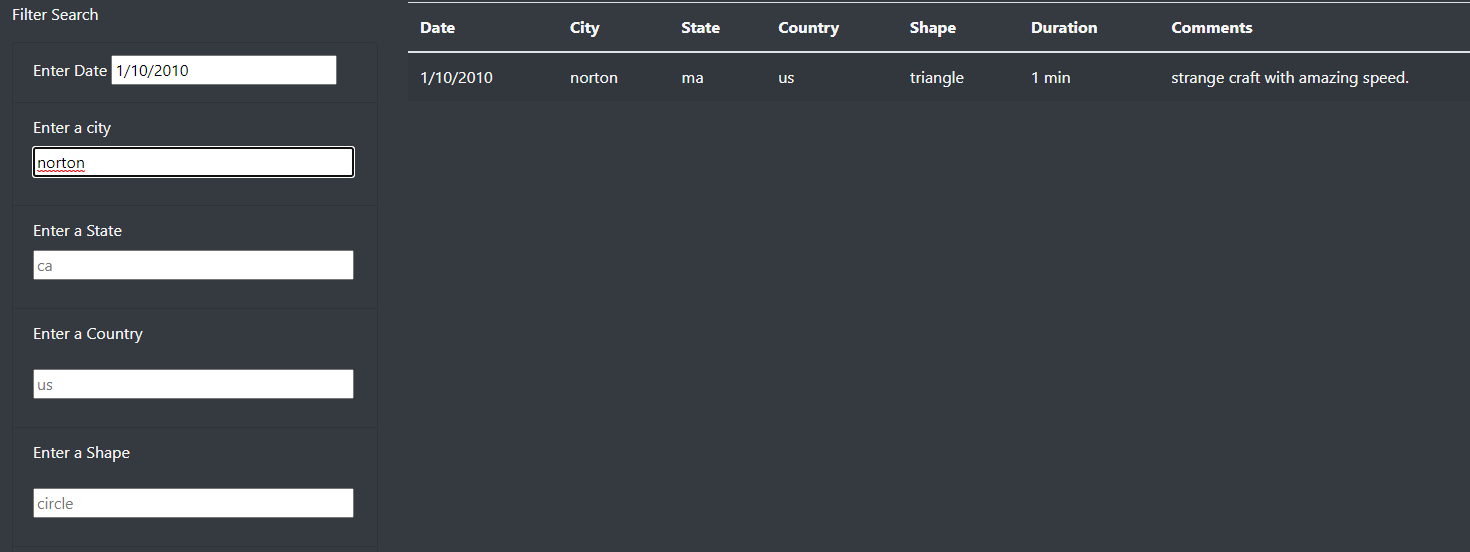 Filter Search
Enter Date 1/10/2010
Enter a city
norton
Enter a State
ca
Enter a Country
us
Enter a Shape
circle
Date City State Country Shape Duration Comments
1/10/2010 norton ma us triangle 1 min strange craft with amazing speed.